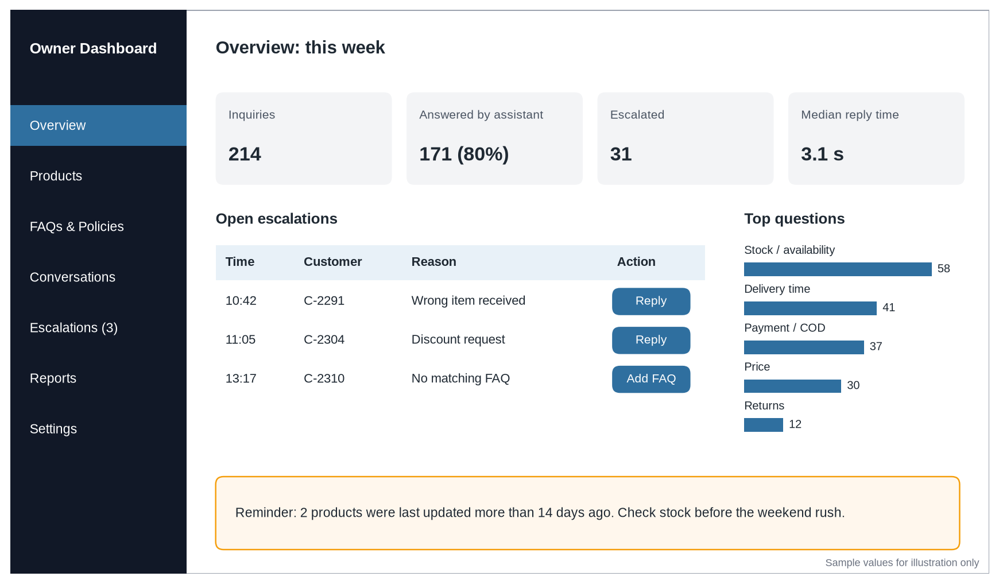 Owner Dashboard
Overview
Products
FAQs & Policies
Conversations
Escalations (3)
Reports
Settings
Overview: this week
Inquiries
214
Answered by assistant
171 (80%)
Escalated
31
Median reply time
3.1 s
Open escalations
Time Customer Reason Action
10:42 C-2291 Wrong item received Reply
11:05 C-2304 Discount request Reply
13:17 C-2310 No matching FAQ Add FAQ
Top questions
Stock / availability
58
Delivery time
41
Payment / COD
37
Price
30
Returns
12
Reminder: 2 products were last updated more than 14 days ago. Check stock before the weekend rush.
Sample values for illustration only